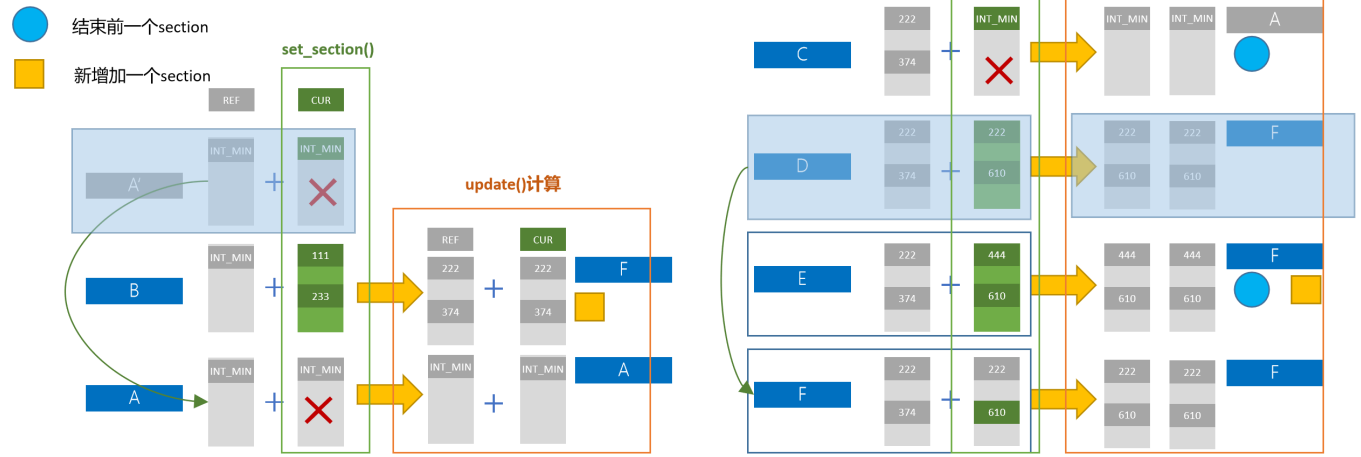 结束前一个section
新增加一个section
set_section()
REF
CUR
INT_MIN
INT_MIN
A'
B
INT_MIN
111
233
A
INT_MIN
INT_MIN
update()计算
REF
CUR
222
222
F
374
374
INT_MIN
INT_MIN
A
C
222
374
INT_MIN
INT_MIN
INT_MIN
A
D
222
374
222
610
222
222
610
610
F
E
222
374
444
610
444
444
610
610
F
F
222
374
222
610
222
222
610
610
F